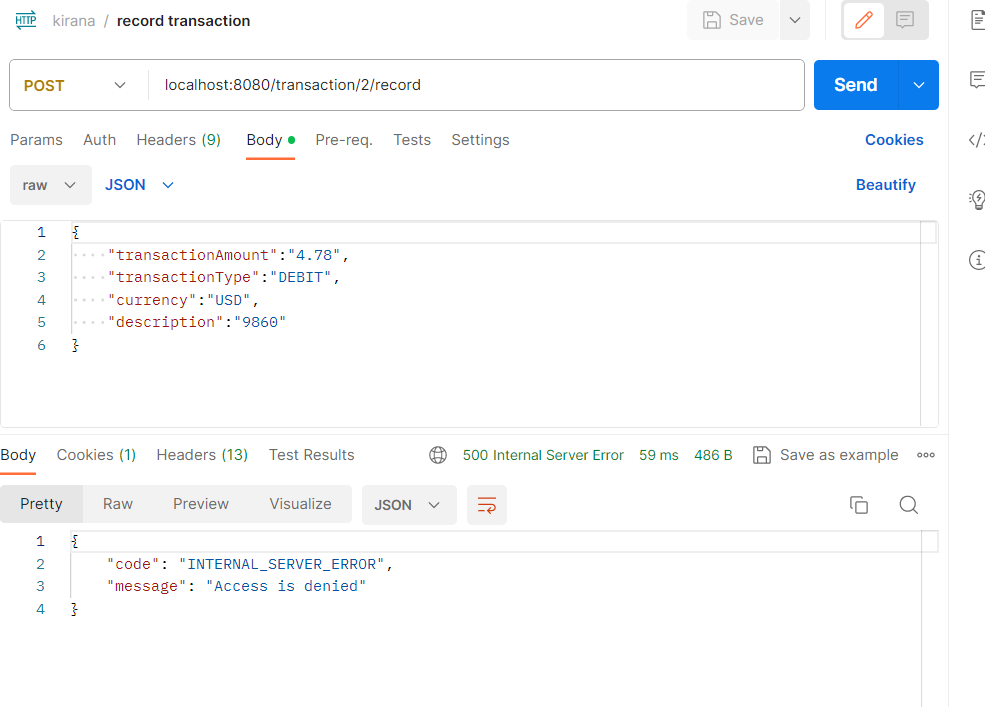 HTTP kirana / record transaction Save
POST localhost:8080/transaction/2/record Send
Params Auth Headers (9) Body Pre-req. Tests Settings Cookies
raw JSON Beautify
1 {
2 ····"transactionAmount":"4.78",
3 ····"transactionType":"DEBIT",
4 ····"currency":"USD",
5 ····"description":"9860"
6 }
Body Cookies (1) Headers (13) Test Results 500 Internal Server Error 59 ms 486 B Save as example
Pretty Raw Preview Visualize JSON
1 {
2 "code": "INTERNAL_SERVER_ERROR",
3 "message": "Access is denied"
4 }